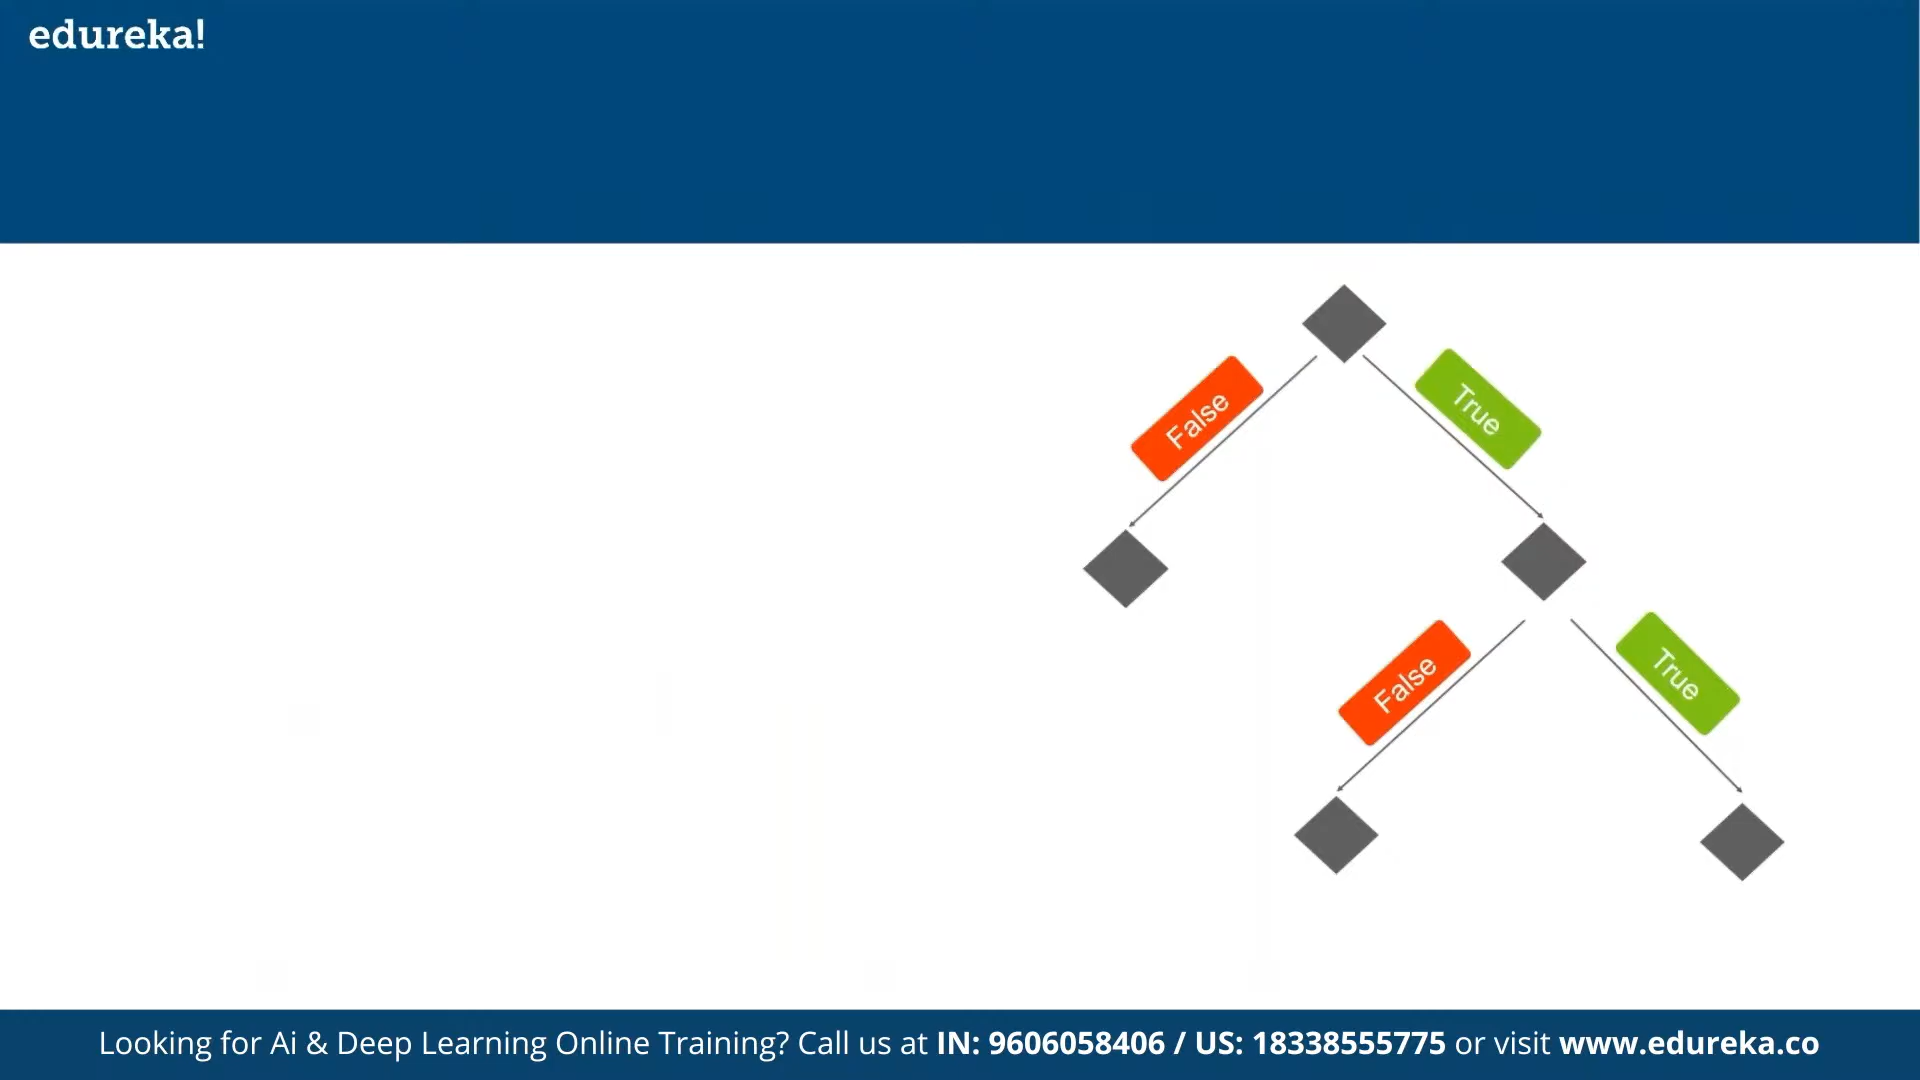 edureka!
False
True
False
True
Looking for Ai & Deep Learning Online Training? Call us at IN: 9606058406 / US: 18338555775 or visit www.edureka.co